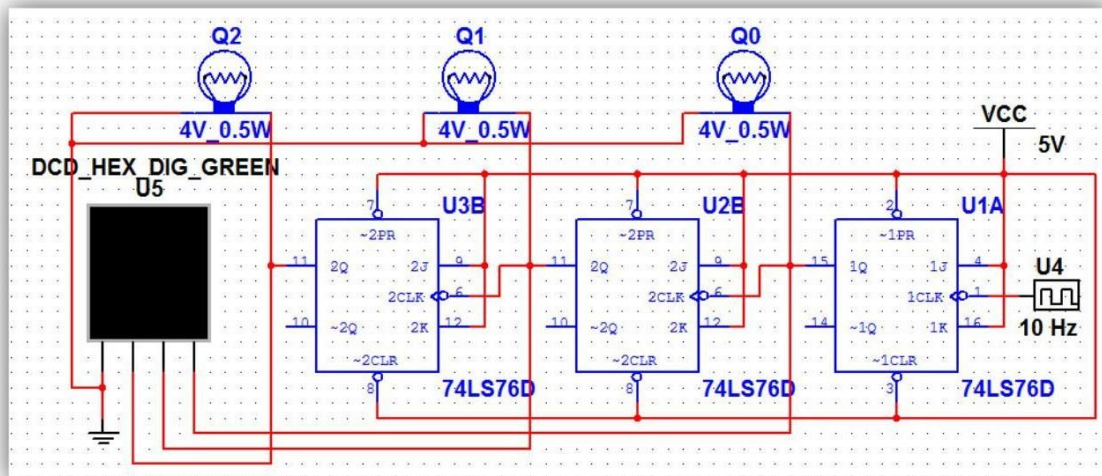 Q2
Q1
Q0
4V_0.5W
4V_0.5W
4V_0.5W
VCC
5V
DCD_HEX_DIG_GREEN
U5
U3B
U2B
U1A
7
7
2
~2PR
~2PR
~1PR
11
2Q
2J
9
11
2Q
2J
9
15
1Q
1J
4
U4
2CLK
6
2CLK
6
1CLK
1
10
~2Q
2K
12
10
~2Q
2K
12
14
~1Q
1K
16
10 Hz
~2CLR
~2CLR
~1CLR
8
74LS76D
8
74LS76D
3
74LS76D